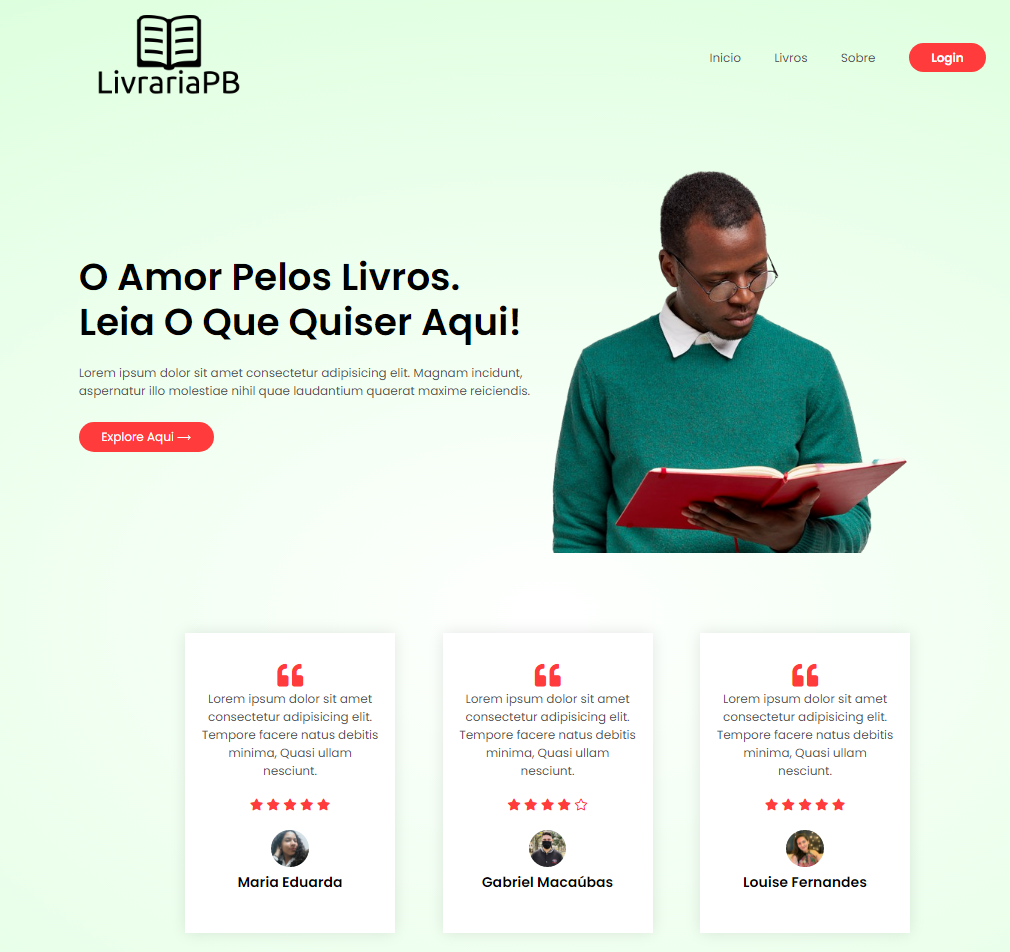 LivrariaPB
Inicio
Livros
Sobre
Login
O Amor Pelos Livros.
Leia O Que Quiser Aqui!
Lorem ipsum dolor sit amet consectetur adipisicing elit. Magnam incidunt,
aspernatur illo molestiae nihil quae laudantium quaerat maxime reiciendis.
Explore Aqui →
Lorem ipsum dolor sit amet
consectetur adipisicing elit.
Tempore facere natus debitis
minima, Quasi ullam
nesciunt.
Maria Eduarda
Lorem ipsum dolor sit amet
consectetur adipisicing elit.
Tempore facere natus debitis
minima, Quasi ullam
nesciunt.
Gabriel Macaúbas
Lorem ipsum dolor sit amet
consectetur adipisicing elit.
Tempore facere natus debitis
minima, Quasi ullam
nesciunt.
Louise Fernandes